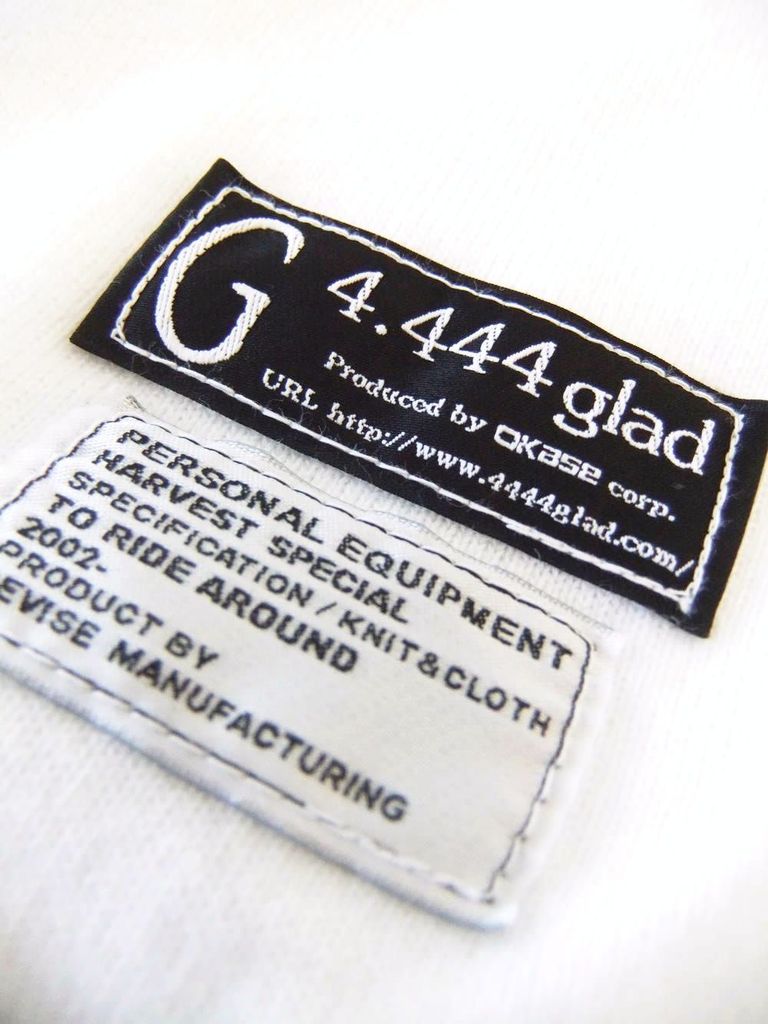 G 4.444glad
Produced by OKase corp.
URL http://www.4444glad.com/
PERSONAL EQUIPMENT
HARVEST SPECIAL
SPECIFICATION / KNIT&CLOTH
TO RIDE AROUND
2002-
PRODUCT BY
EVISE MANUFACTURING